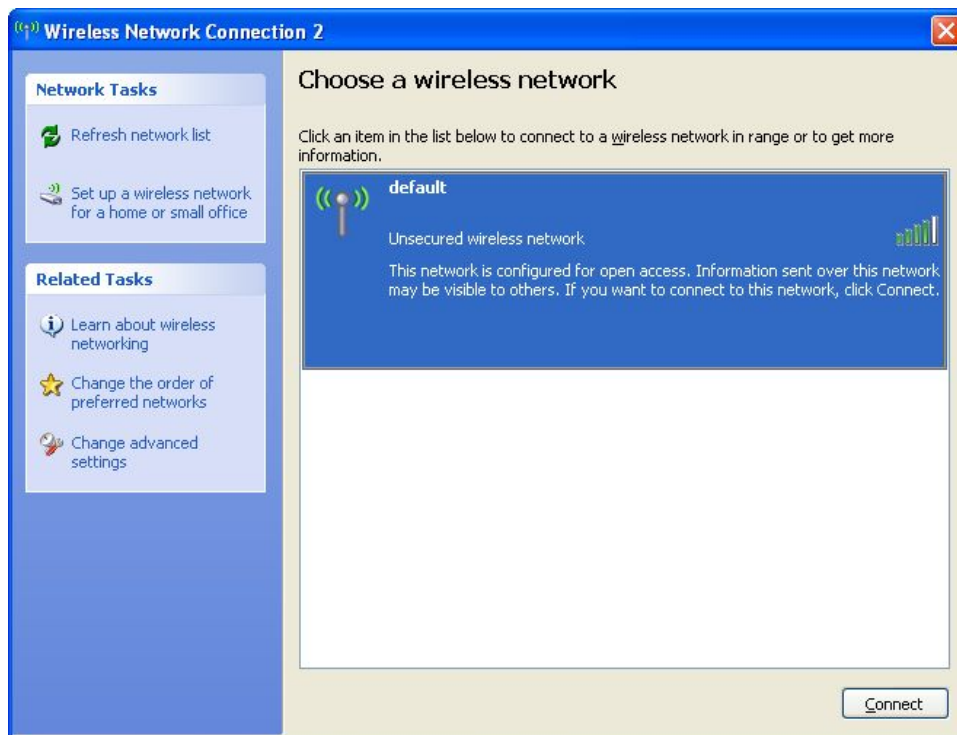 Wireless Network Connection 2
Network Tasks
Refresh network list
Set up a wireless network
for a home or small office
Related Tasks
Learn about wireless
networking
Change the order of
preferred networks
Change advanced
settings
Choose a wireless network
Click an item in the list below to connect to a wireless network in range or to get more
information.
default
Unsecured wireless network
This network is configured for open access. Information sent over this network
may be visible to others. If you want to connect to this network, click Connect.
Connect